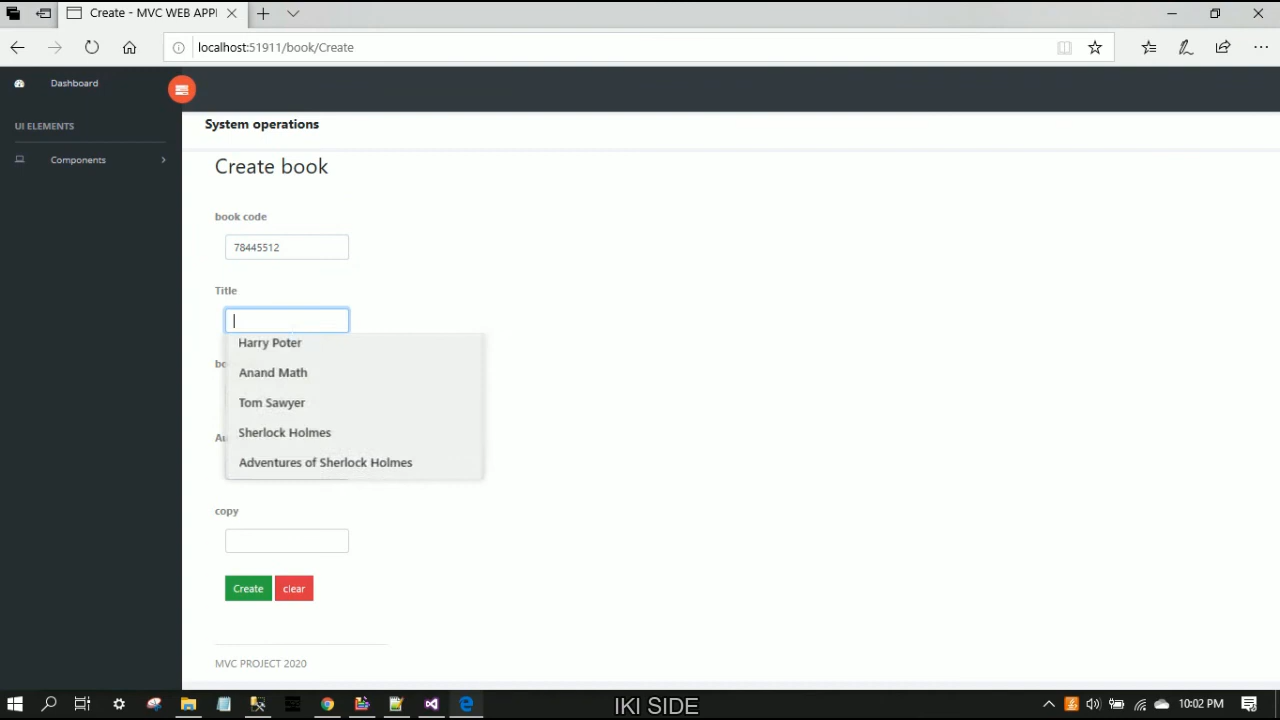 Create - MVC WEB APPI
localhost:51911/book/Create
Dashboard
UI ELEMENTS
System operations
Components
Create book
book code
78445512
Title
Harry Poter
bo
Anand Math
Tom Sawyer
Sherlock Holmes
Au
Adventures of Sherlock Holmes
copy
Create clear
MVC PROJECT 2020
IKI SIDE
10:02 PM